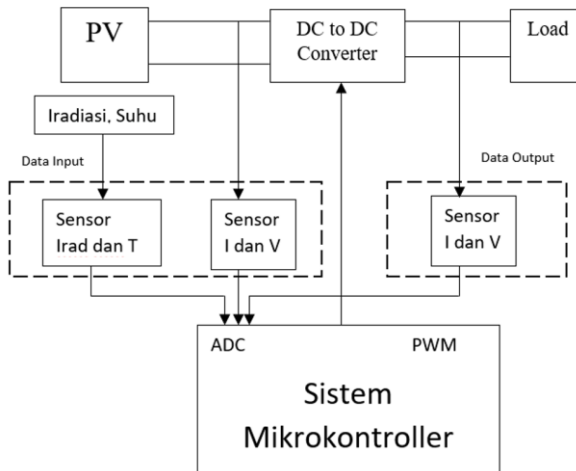 PV
DC to DC
Converter
Load
Iradiasi, Suhu
Data Input
Data Output
Sensor
Irad dan T
Sensor
I dan V
Sensor
I dan V
ADC
PWM
Sistem
Mikrokontroller